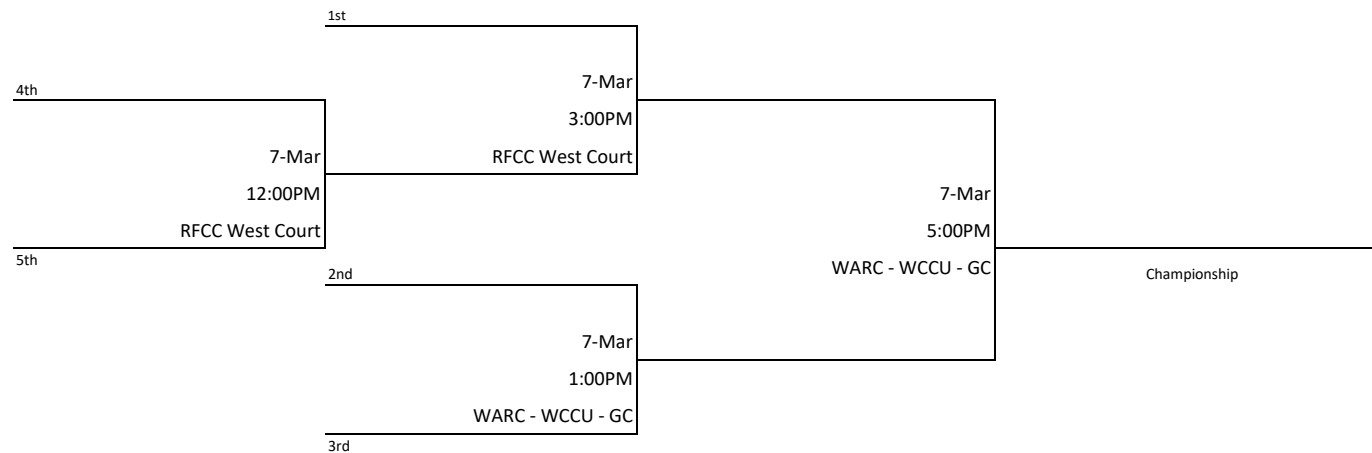 1st
7-Mar
3:00PM
RFCC West Court
4th
7-Mar
12:00PM
RFCC West Court
5th
2nd
7-Mar
1:00PM
WARC - WCCU - GC
3rd
7-Mar
5:00PM
WARC - WCCU - GC
Championship